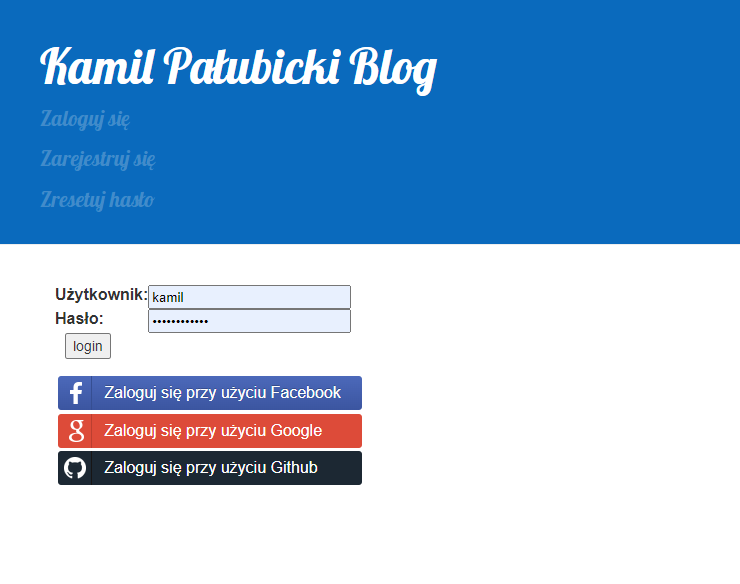 Kamil Pałubicki Blog
Zaloguj się
Zarejestruj się
Zresetuj hasło
Użytkownik: kamil
Hasło: ••••••••••••
login
Zaloguj się przy użyciu Facebook
Zaloguj się przy użyciu Google
Zaloguj się przy użyciu Github